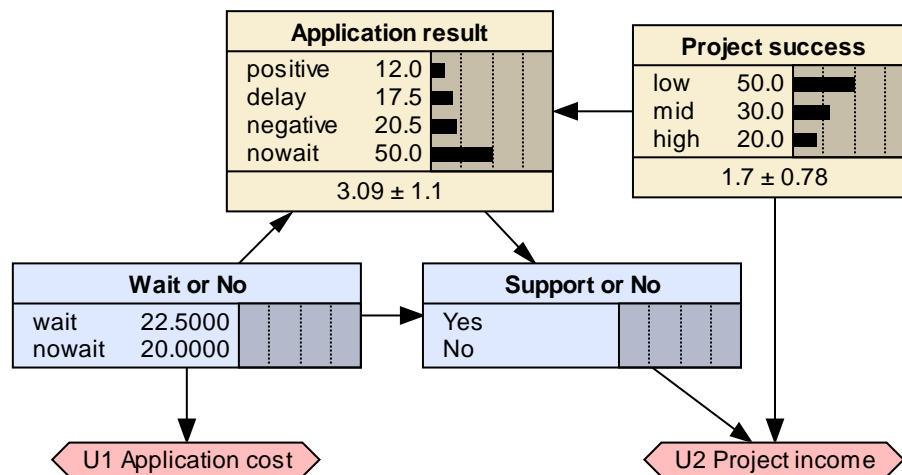 Application result
positive 12.0
delay 17.5
negative 20.5
nowait 50.0
3.09 ± 1.1
Project success
low 50.0
mid 30.0
high 20.0
1.7 ± 0.78
Wait or No
wait 22.5000
nowait 20.0000
Support or No
Yes
No
U1 Application cost
U2 Project income